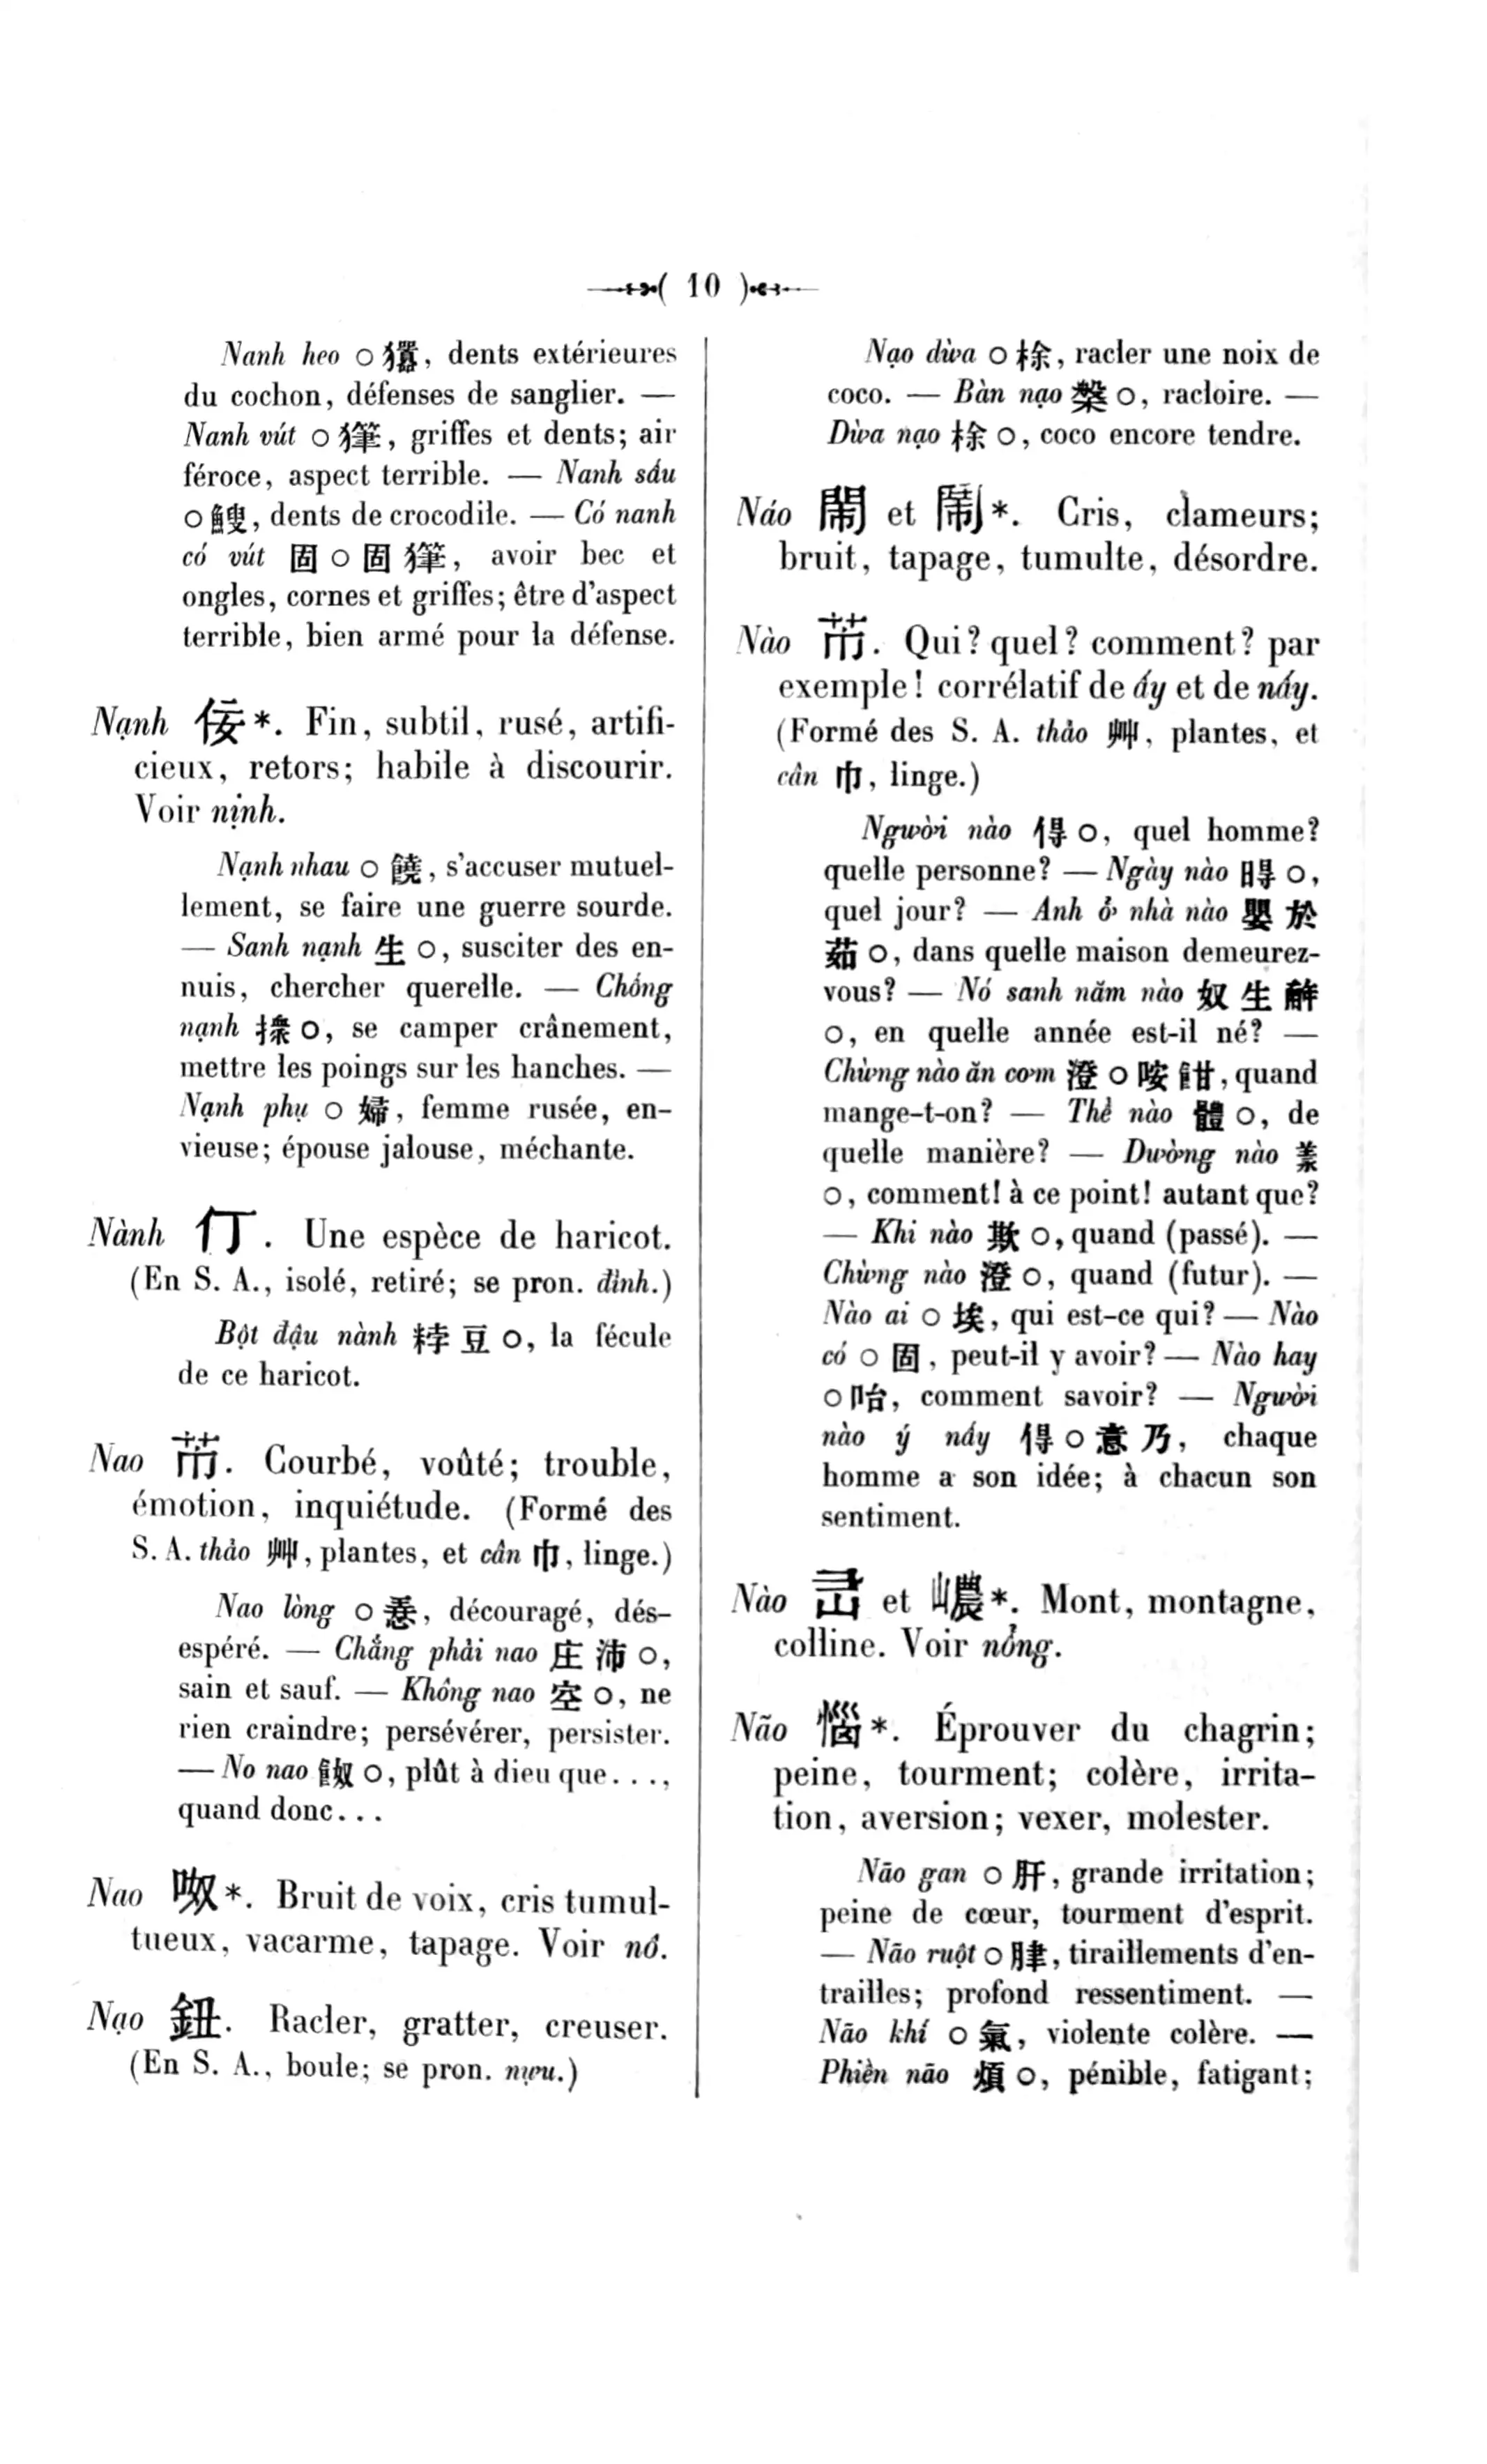 ( 10 )
Nanh heo ○, dents extérieures
du cochon, défenses de sanglier. —
Nanh vút ○, griffes et dents; air
féroce, aspect terrible. — Nanh sấu
○, dents de crocodile. — Có nanh
có vút 固 ○ 固, avoir bec et
ongles, cornes et griffes; être d'aspect
terrible, bien armé pour la défense.
Nạnh 佞*. Fin, subtil, rusé, artifi-
cieux, retors; habile à discourir.
Voir nịnh.
Nạnh nhau ○ 饒, s'accuser mutuel-
lement, se faire une guerre sourde.
— Sanh nạnh 生 ○, susciter des en-
nuis, chercher querelle. — Chống
nạnh ○, se camper crânement,
mettre les poings sur les hanches. —
Nạnh phụ ○ 婦, femme rusée, en-
vieuse; épouse jalouse, méchante.
Nành 仃. Une espèce de haricot.
(En S. A., isolé, retiré; se pron. đinh.)
Bột đậu nành 粰 豆 ○, la fécule
de ce haricot.
Nao 芇. Courbé, voûté; trouble,
émotion, inquiétude. (Formé des
S. A. thảo 艸, plantes, et cân 巾, linge.)
Nao lòng ○, découragé, dés-
espéré. — Chẳng phải nao 庄 沛 ○,
sain et sauf. — Không nao 空 ○, ne
rien craindre; persévérer, persister.
— No nao ○, plût à dieu que...,
quand donc...
Nao 呶*. Bruit de voix, cris tumul-
tueux, vacarme, tapage. Voir nô.
Nạo 鈕. Racler, gratter, creuser.
(En S. A., boule; se pron. nựu.)
Nạo dừa ○ 梌, racler une noix de
coco. — Bàn nạo 槃 ○, racloire. —
Dừa nạo 梌 ○, coco encore tendre.
Náo 閙 et 鬧*. Cris, clameurs;
bruit, tapage, tumulte, désordre.
Nào 芇. Qui? quel? comment? par
exemple! corrélatif de ấy et de nấy.
(Formé des S. A. thảo 艸, plantes, et
cân 巾, linge.)
Người nào 㝵 ○, quel homme?
quelle personne? — Ngày nào ○,
quel jour? — Anh ở nhà nào 嬰 於
茹 ○, dans quelle maison demeurez-
vous? — Nó sanh năm nào 奴 生
○, en quelle année est-il né? —
Chừng nào ăn cơm 澄 ○ 咹, quand
mange-t-on? — Thể nào 體 ○, de
quelle manière? — Dường nào 羕
○, comment! à ce point! autant que?
— Khi nào 欺 ○, quand (passé). —
Chừng nào 澄 ○, quand (futur). —
Nào ai ○ 埃, qui est-ce qui? — Nào
có ○ 固, peut-il y avoir? — Nào hay
○ 咍, comment savoir? — Người
nào ý nấy 㝵 ○ 意 乃, chaque
homme a son idée; à chacun son
sentiment.
Nào et 㠢*. Mont, montagne,
colline. Voir nổng.
Não 惱*. Éprouver du chagrin;
peine, tourment; colère, irrita-
tion, aversion; vexer, molester.
Não gan ○ 肝, grande irritation;
peine de cœur, tourment d'esprit.
— Não ruột ○, tiraillements d'en-
trailles; profond ressentiment. —
Não khí ○ 氣, violente colère. —
Phiền não 煩 ○, pénible, fatigant;